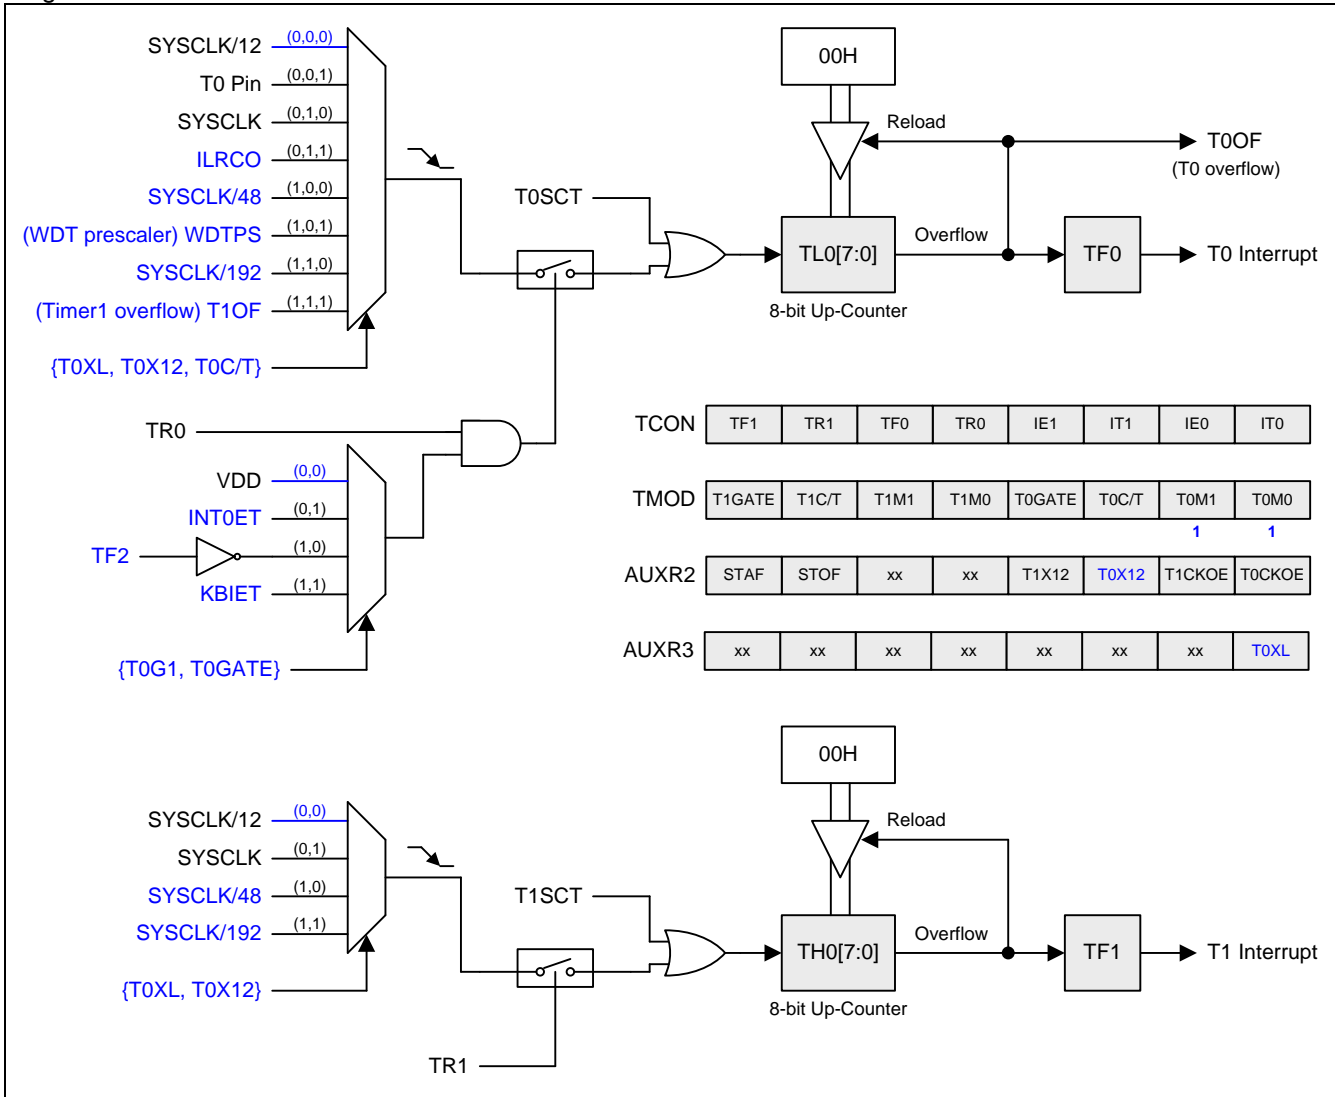 SYSCLK/12 (0,0,0)
T0 Pin (0,0,1)
SYSCLK (0,1,0)
ILRCO (0,1,1)
SYSCLK/48 (1,0,0)
(WDT prescaler) WDTPS (1,0,1)
SYSCLK/192 (1,1,0)
(Timer1 overflow) T1OF (1,1,1)
{T0XL, T0X12, T0C/T}
TR0
VDD (0,0)
INT0ET (0,1)
TF2 (1,0)
KBIET (1,1)
{T0G1, T0GATE}
T0SCT
00H
Reload
TL0[7:0]
8-bit Up-Counter
Overflow
T0OF
(T0 overflow)
TF0
T0 Interrupt
TCON TF1 TR1 TF0 TR0 IE1 IT1 IE0 IT0
TMOD T1GATE T1C/T T1M1 T1M0 T0GATE T0C/T T0M1 T0M0
1 1
AUXR2 STAF STOF xx xx T1X12 T0X12 T1CKOE T0CKOE
AUXR3 xx xx xx xx xx xx xx T0XL
SYSCLK/12 (0,0)
SYSCLK (0,1)
SYSCLK/48 (1,0)
SYSCLK/192 (1,1)
{T0XL, T0X12}
TR1
T1SCT
00H
Reload
TH0[7:0]
8-bit Up-Counter
Overflow
TF1
T1 Interrupt